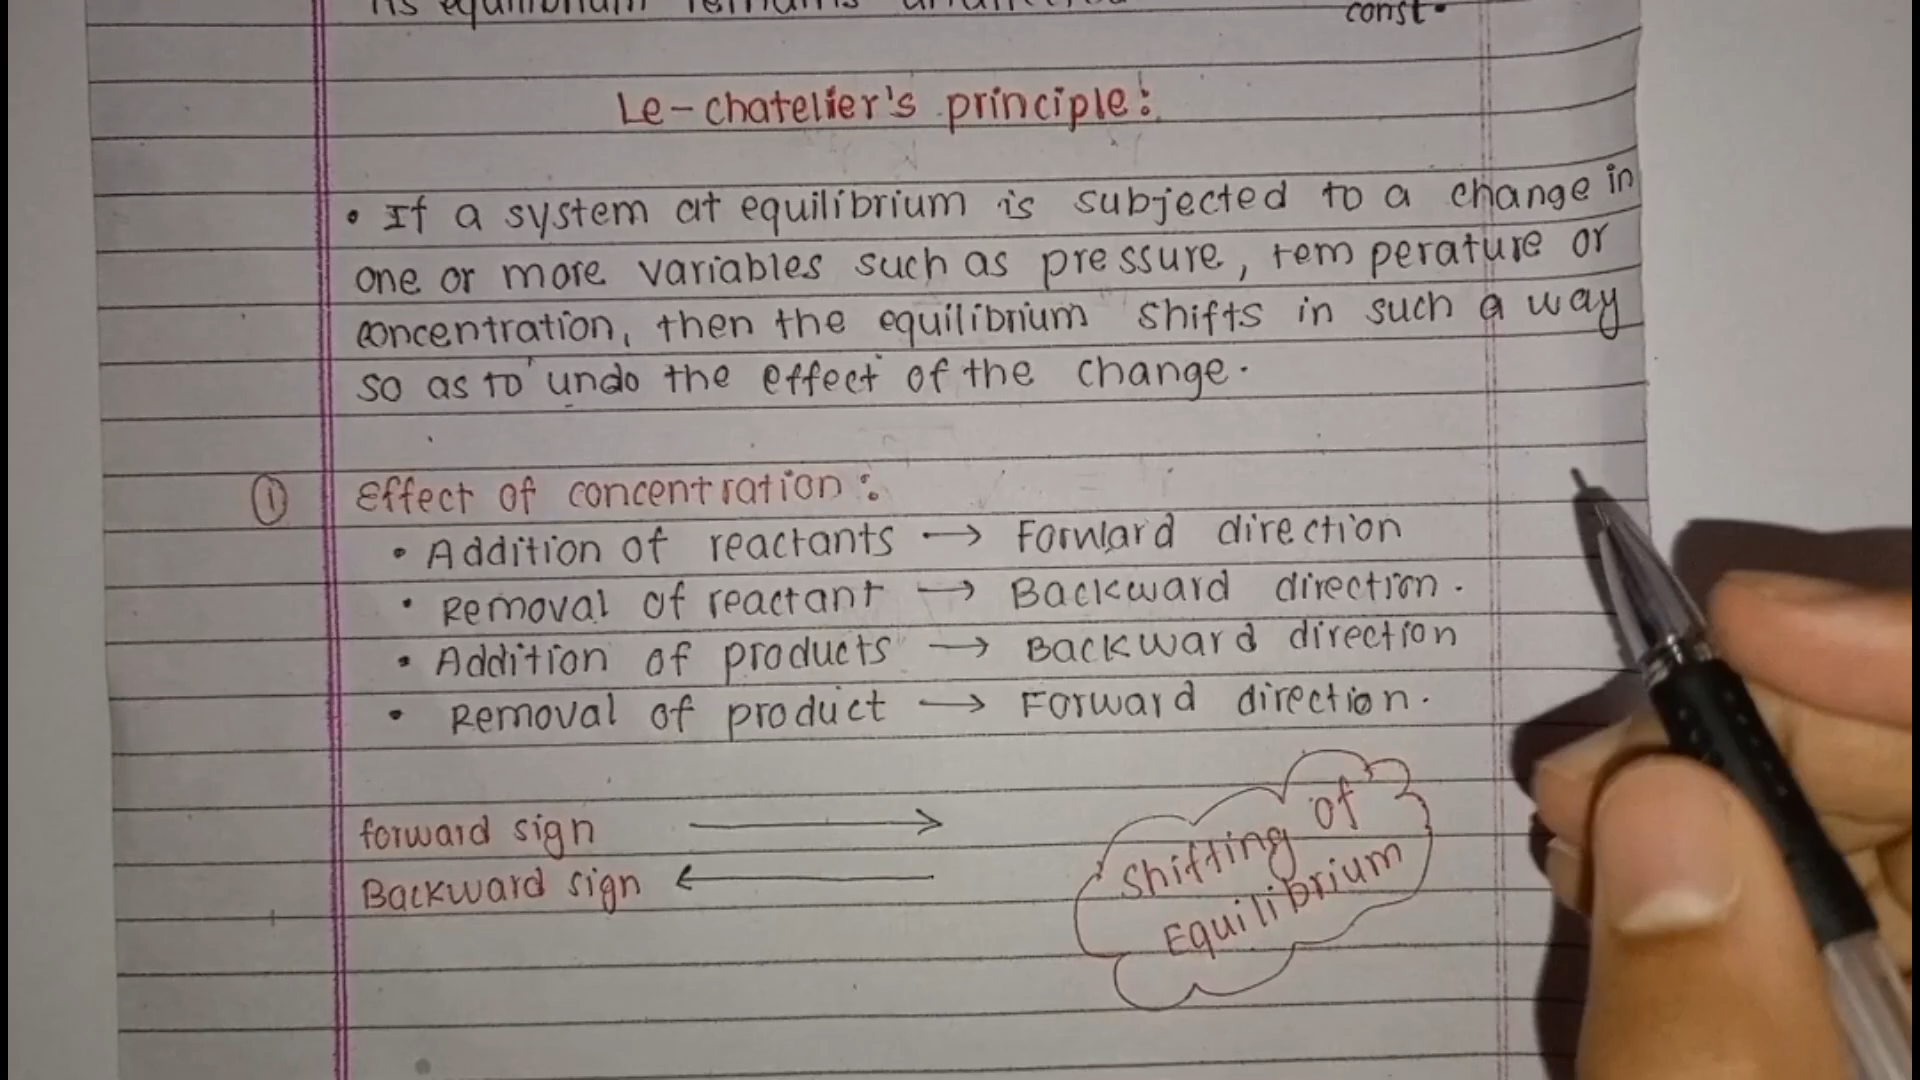 its equilibrium remains
const.
Le-chatelier's principle:
• If a system at equilibrium is subjected to a change in
one or more variables such as pressure, temperature or
concentration, then the equilibrium shifts in such a way
so as to undo the effect of the change.
① Effect of concentration:
• Addition of reactants → Forward direction
• Removal of reactant → Backward direction.
• Addition of products → Backward direction
• Removal of product → Forward direction.
forward sign →
Backward sign ←
Shifting of
Equilibrium